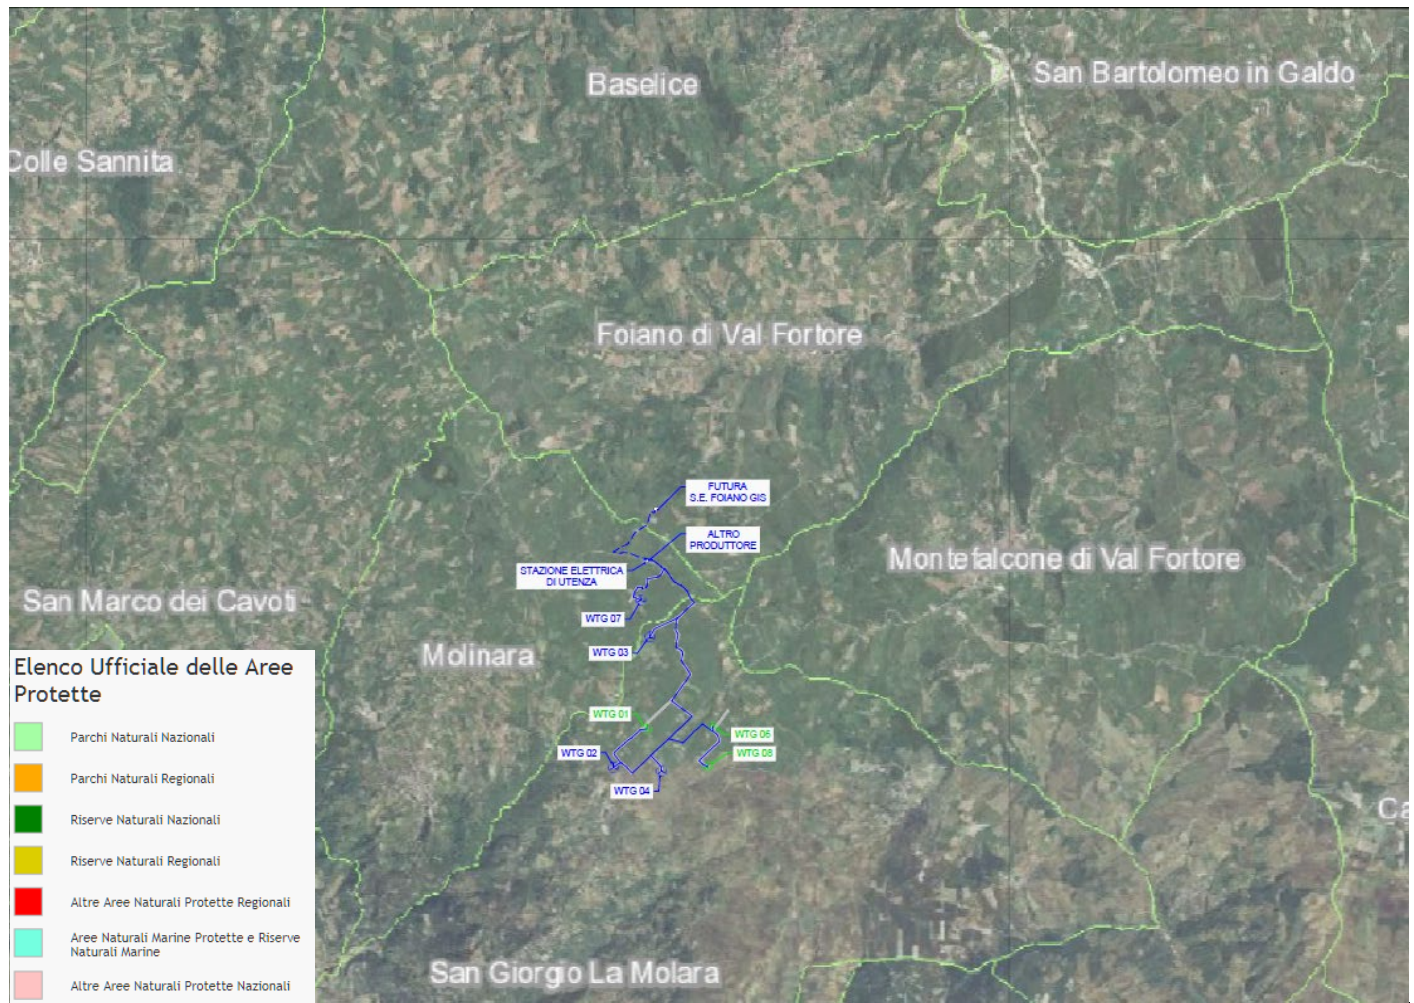 Baselice
San Bartolomeo in Galdo
Colle Sannita
Foiano di Val Fortore
FUTURA
S.E. FOIANO GIS
ALTRO
PRODUTTORE
STAZIONE ELETTRICA
DI UTENZA
Montefalcone di Val Fortore
San Marco dei Cavoti
WTG 07
WTG 03
Molinara
WTG 01
WTG 06
WTG 02
WTG 08
WTG 04
Ca
San Giorgio La Molara
Elenco Ufficiale delle Aree
Protette
Parchi Naturali Nazionali
Parchi Naturali Regionali
Riserve Naturali Nazionali
Riserve Naturali Regionali
Altre Aree Naturali Protette Regionali
Aree Naturali Marine Protette e Riserve
Naturali Marine
Altre Aree Naturali Protette Nazionali